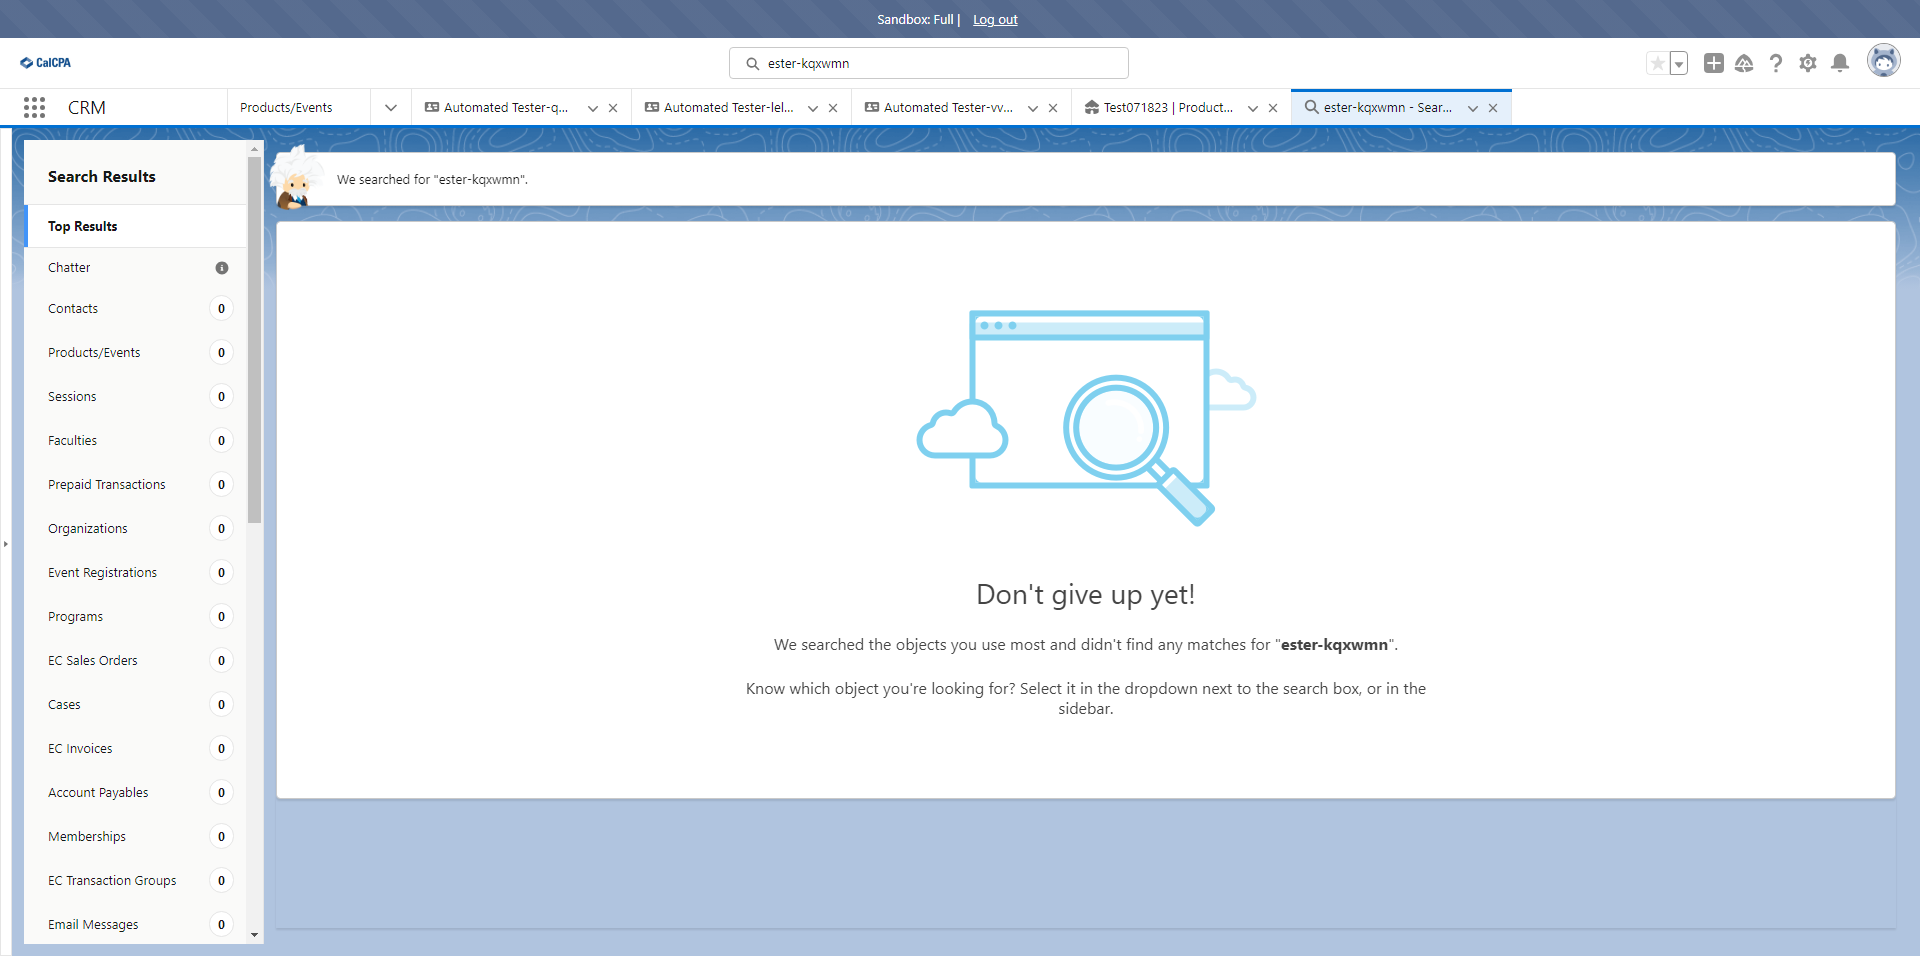 Sandbox: Full | Log out
CalCPA
ester-kqxwmn
CRM
Products/Events
Automated Tester-q...
Automated Tester-lel...
Automated Tester-vv...
Test071823 | Product...
ester-kqxwmn - Sear...
Search Results
Top Results
Chatter
Contacts 0
Products/Events 0
Sessions 0
Faculties 0
Prepaid Transactions 0
Organizations 0
Event Registrations 0
Programs 0
EC Sales Orders 0
Cases 0
EC Invoices 0
Account Payables 0
Memberships 0
EC Transaction Groups 0
Email Messages 0
We searched for "ester-kqxwmn".
Don't give up yet!
We searched the objects you use most and didn't find any matches for "ester-kqxwmn".
Know which object you're looking for? Select it in the dropdown next to the search box, or in the
sidebar.